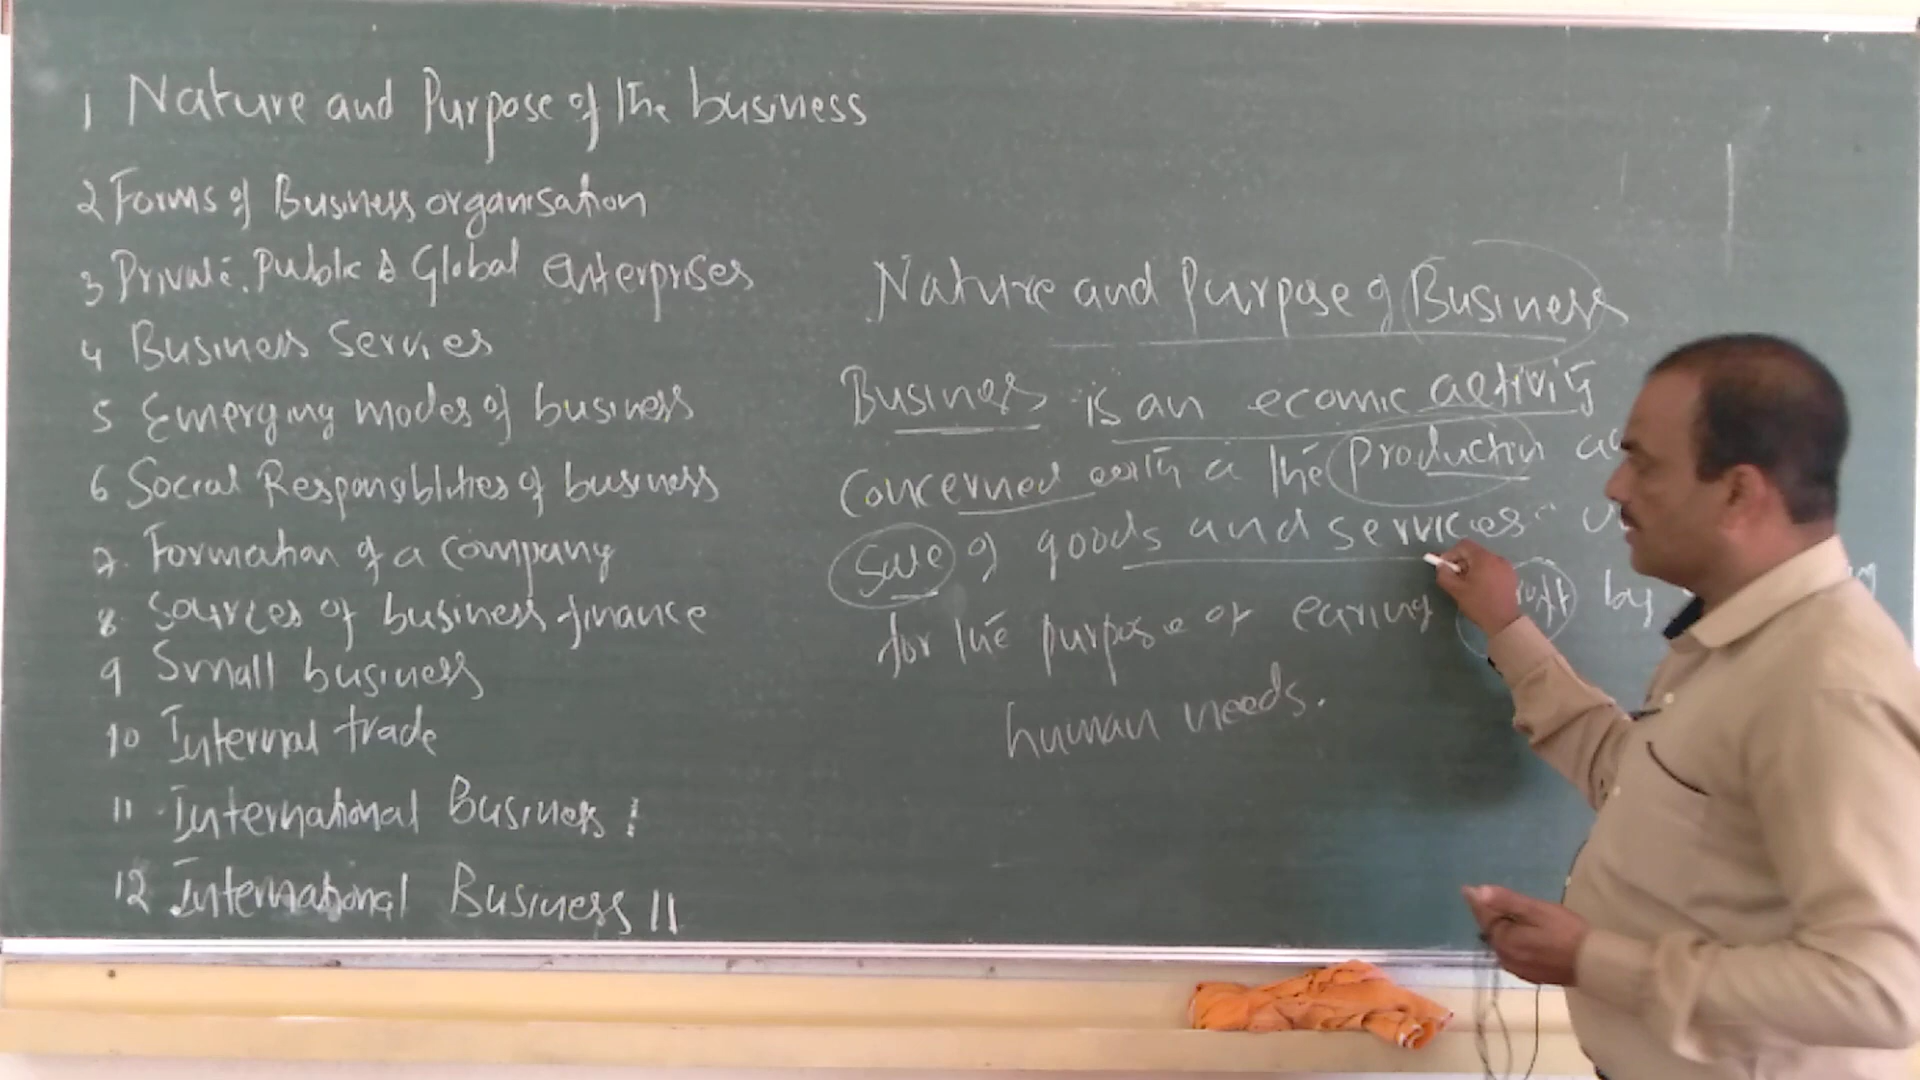 1 Nature and Purpose of the business
2 Forms of Business organisation
3 Private. Public & Global enterprises
4 Business Servies
5 Emerging modes of business
6 Social Responsiblities of business
7. Formation of a company
8. Sources of business finance
9 Small business
10 Internal trade
11 International Business I
12 International Business II
Nature and Purpose of Business
Business is an ecomic activity
Concerned with a the production
Sale of goods and services
for the purpose of earing by
human needs.